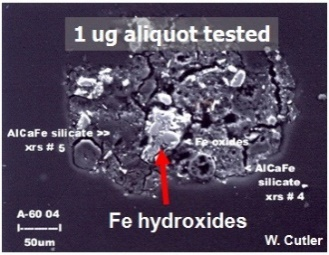 1 ug aliquot tested
AlCaFe silicate >>
xrs # 5
< Fe oxides
< AlCaFe
silicate
xrs # 4
A-60 04
50um
Fe hydroxides
W. Cutler